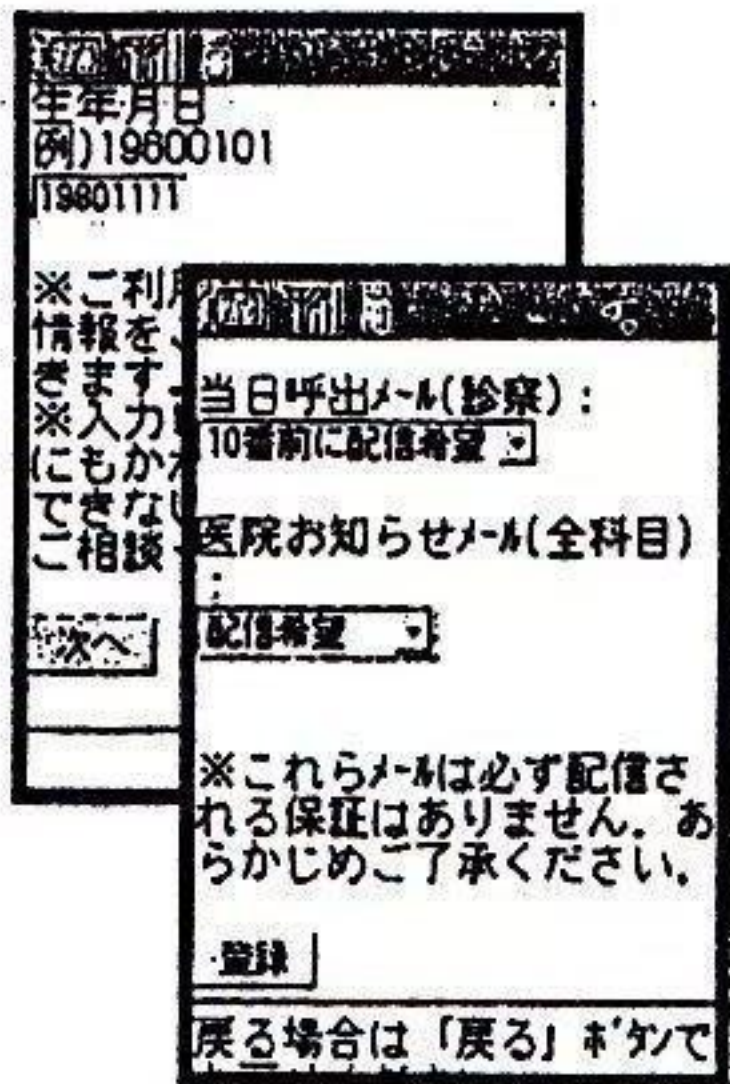 生年月日
例)19800101
19801111
※ご利
情報を、
きます。
※入力
にもかか
できない
ご相談
次へ
当日呼出ﾒｰﾙ(診察)：
10番前に配信希望
医院お知らせﾒｰﾙ(全科目)
：
配信希望
※これらﾒｰﾙは必ず配信さ
れる保証はありません．あ
らかじめご了承ください．
登録
戻る場合は「戻る」ﾎﾞﾀﾝで